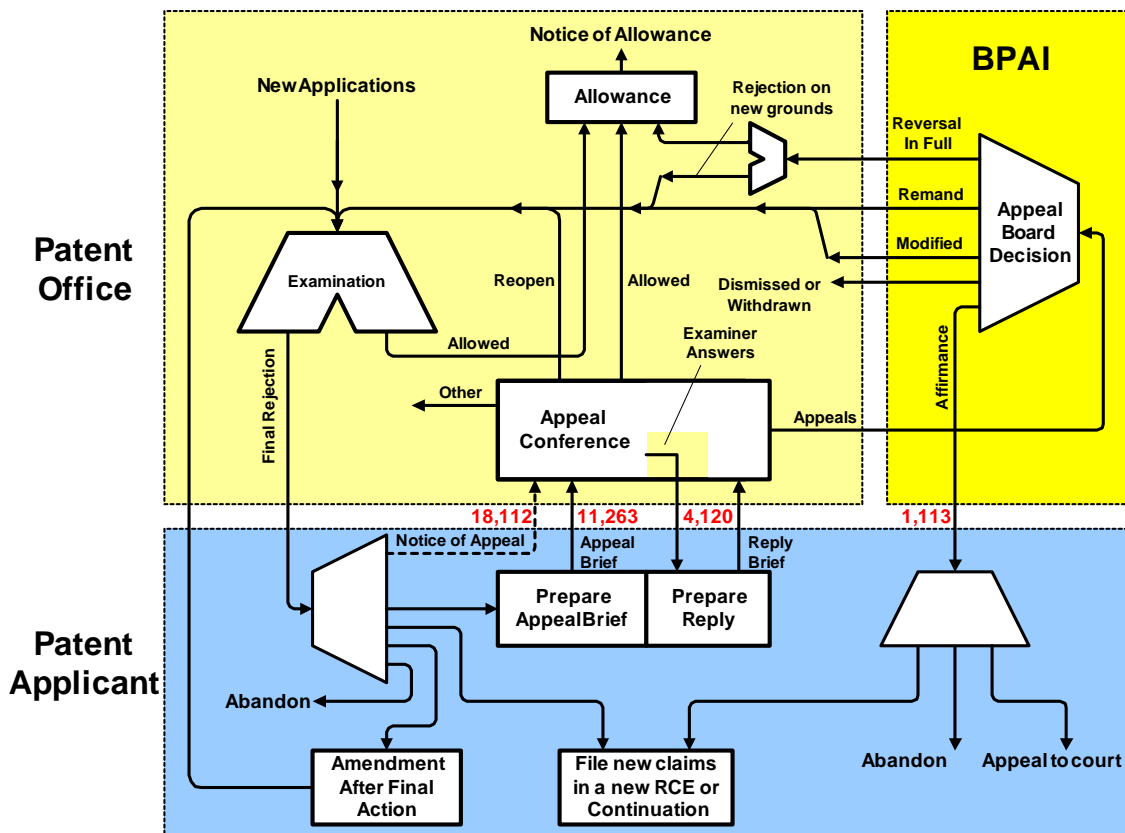 Notice of Allowance
BPAI
New Applications
Allowance
Rejection on
new grounds
Reversal
In Full
Remand
Appeal
Board
Decision
Modified
Patent
Office
Examination
Reopen
Allowed
Dismissed or
Withdrawn
Allowed
Examiner
Answers
Final Rejection
Affirmance
Other
Appeal
Conference
Appeals
18,112
11,263
4,120
1,113
Notice of Appeal
Appeal
Brief
Reply
Brief
Prepare
Appeal Brief
Prepare
Reply
Patent
Applicant
Abandon
Amendment
After Final
Action
File new claims
in a new RCE or
Continuation
Abandon
Appeal to court